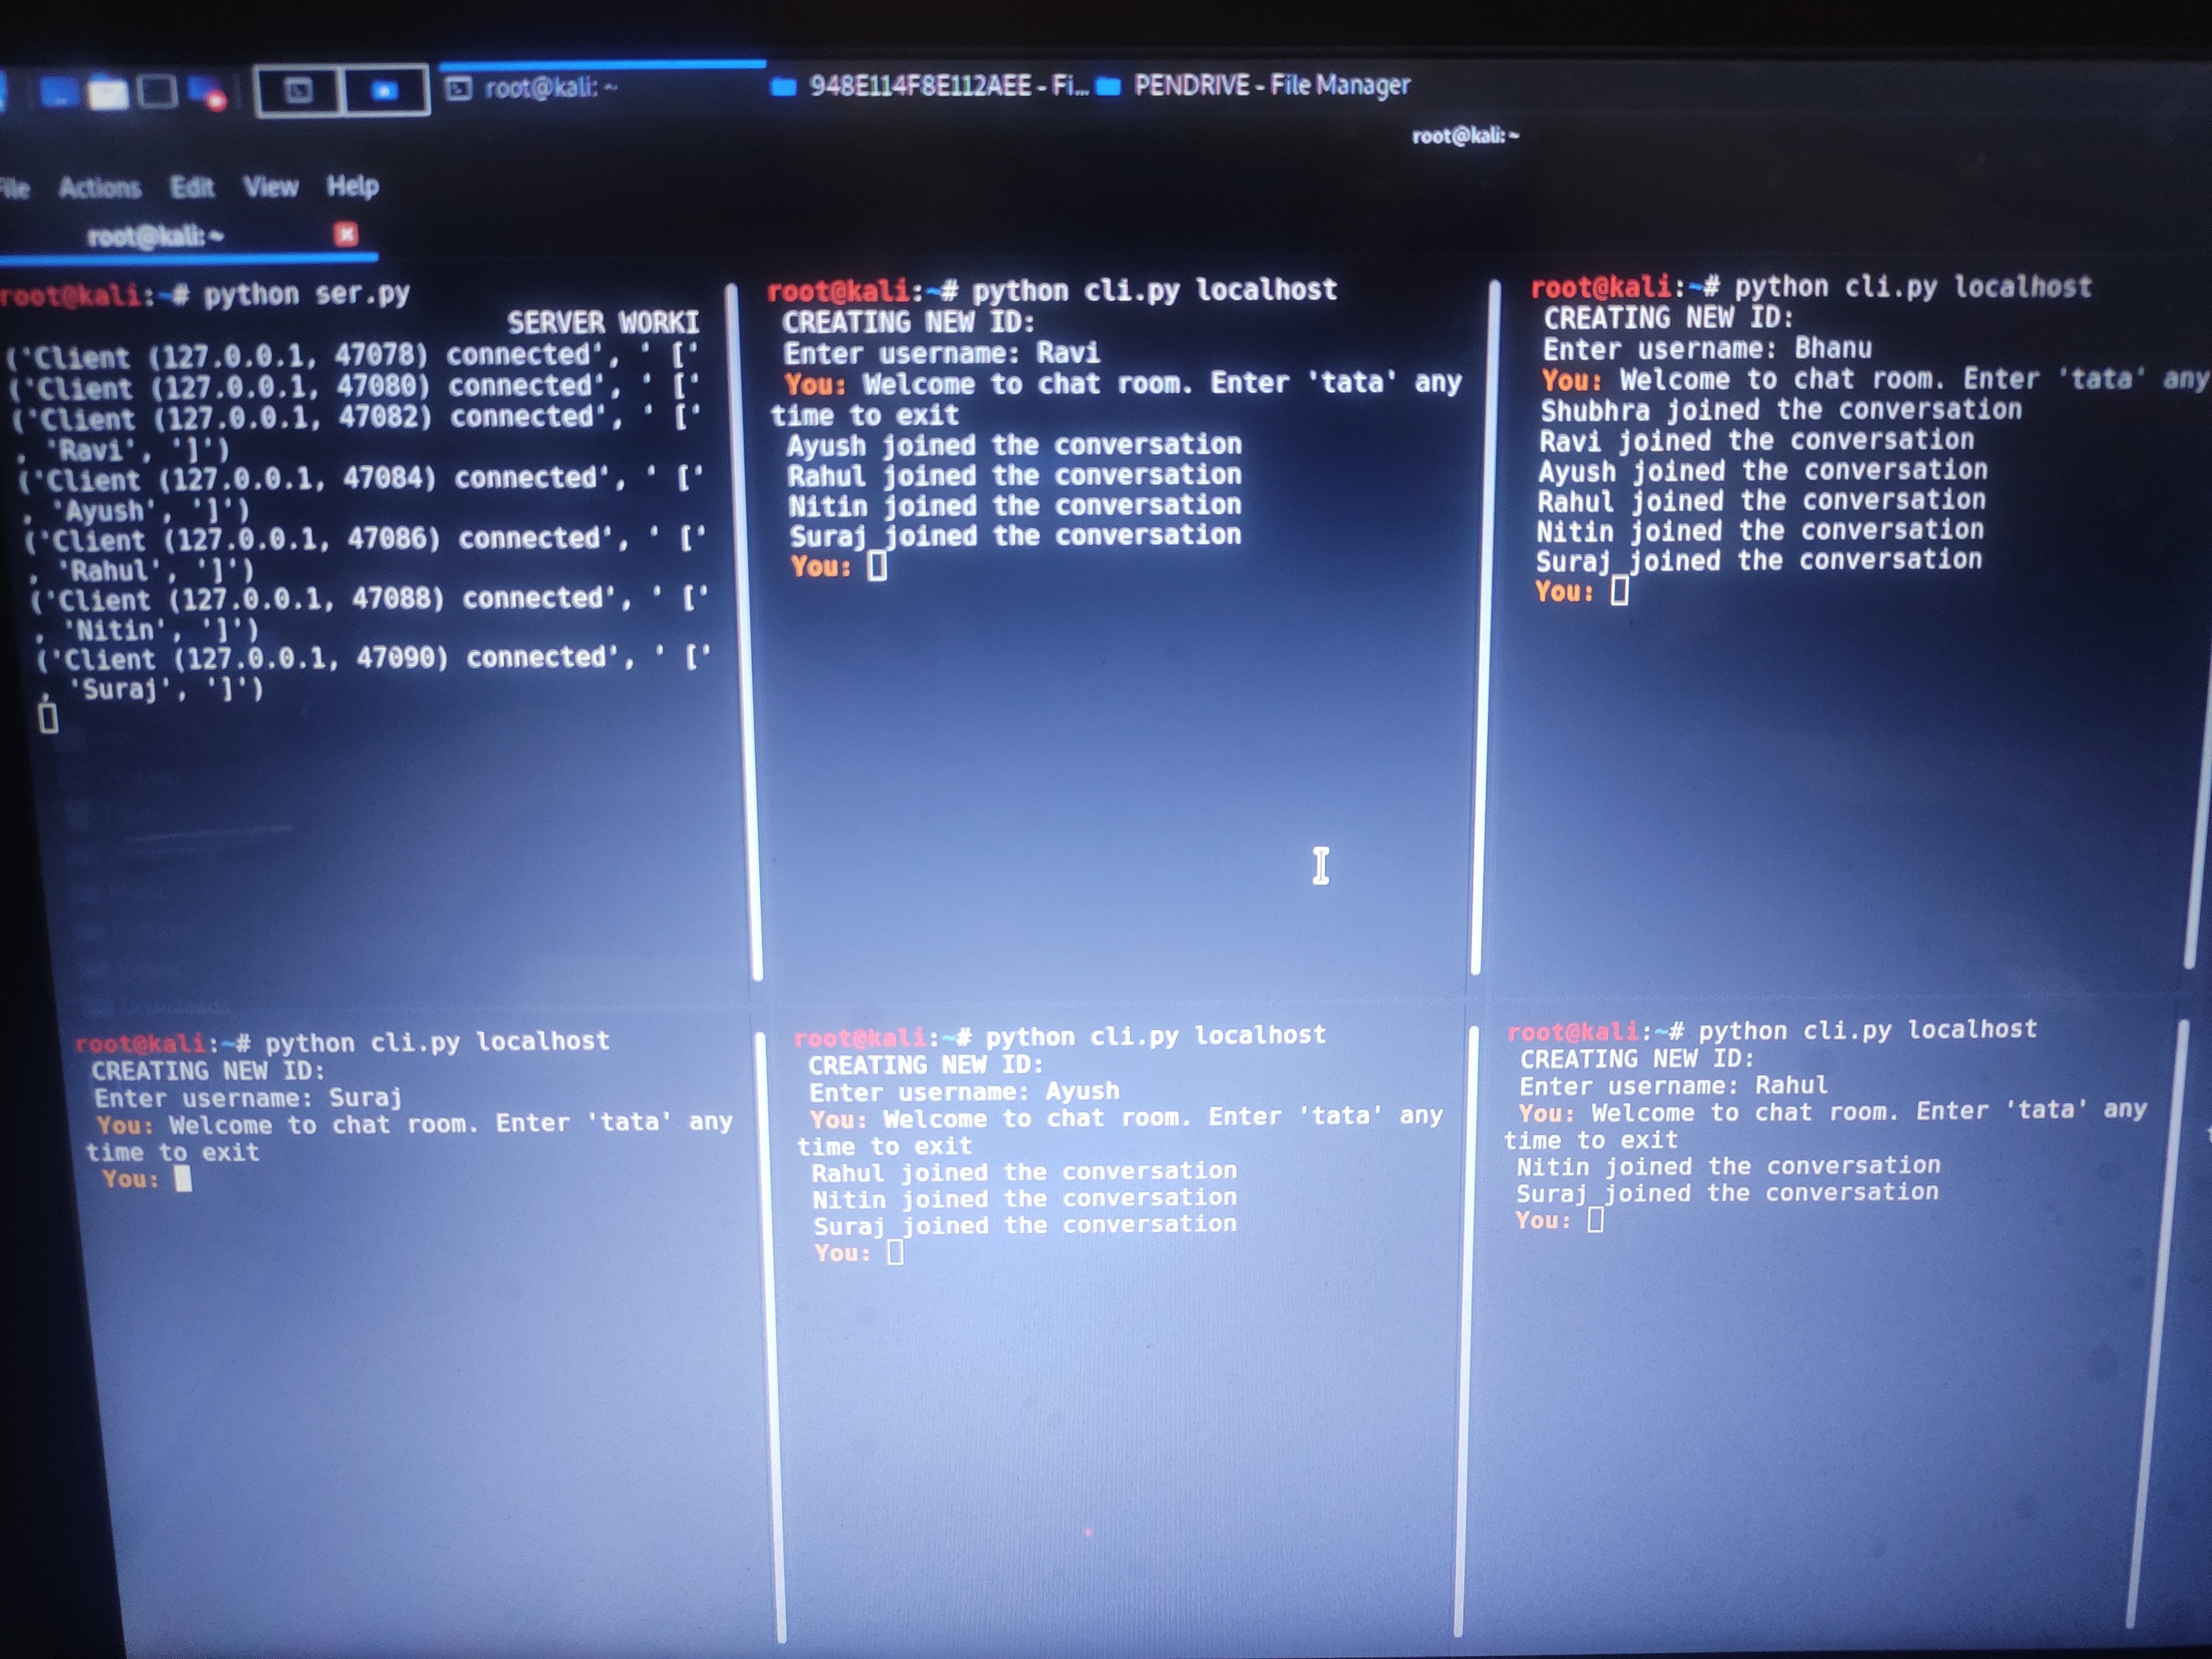 root@kali: ~
948E114F8E112AEE - Fi...
PENDRIVE - File Manager
root@kali: ~
File Actions Edit View Help
root@kali: ~
root@kali:~# python ser.py
SERVER WORKI
('Client (127.0.0.1, 47078) connected', ' ['
('Client (127.0.0.1, 47080) connected', ' ['
('Client (127.0.0.1, 47082) connected', ' ['
, 'Ravi', ']')
('Client (127.0.0.1, 47084) connected', ' ['
, 'Ayush', ']')
('Client (127.0.0.1, 47086) connected', ' ['
, 'Rahul', ']')
('Client (127.0.0.1, 47088) connected', ' ['
, 'Nitin', ']')
('Client (127.0.0.1, 47090) connected', ' ['
, 'Suraj', ']')
root@kali:~# python cli.py localhost
CREATING NEW ID:
Enter username: Ravi
You: Welcome to chat room. Enter 'tata' any
time to exit
Ayush joined the conversation
Rahul joined the conversation
Nitin joined the conversation
Suraj joined the conversation
You:
root@kali:~# python cli.py localhost
CREATING NEW ID:
Enter username: Bhanu
You: Welcome to chat room. Enter 'tata' any
Shubhra joined the conversation
Ravi joined the conversation
Ayush joined the conversation
Rahul joined the conversation
Nitin joined the conversation
Suraj joined the conversation
You:
root@kali:~# python cli.py localhost
CREATING NEW ID:
Enter username: Suraj
You: Welcome to chat room. Enter 'tata' any
time to exit
You:
root@kali:~# python cli.py localhost
CREATING NEW ID:
Enter username: Ayush
You: Welcome to chat room. Enter 'tata' any
time to exit
Rahul joined the conversation
Nitin joined the conversation
Suraj joined the conversation
You:
root@kali:~# python cli.py localhost
CREATING NEW ID:
Enter username: Rahul
You: Welcome to chat room. Enter 'tata' any
time to exit
Nitin joined the conversation
Suraj joined the conversation
You: